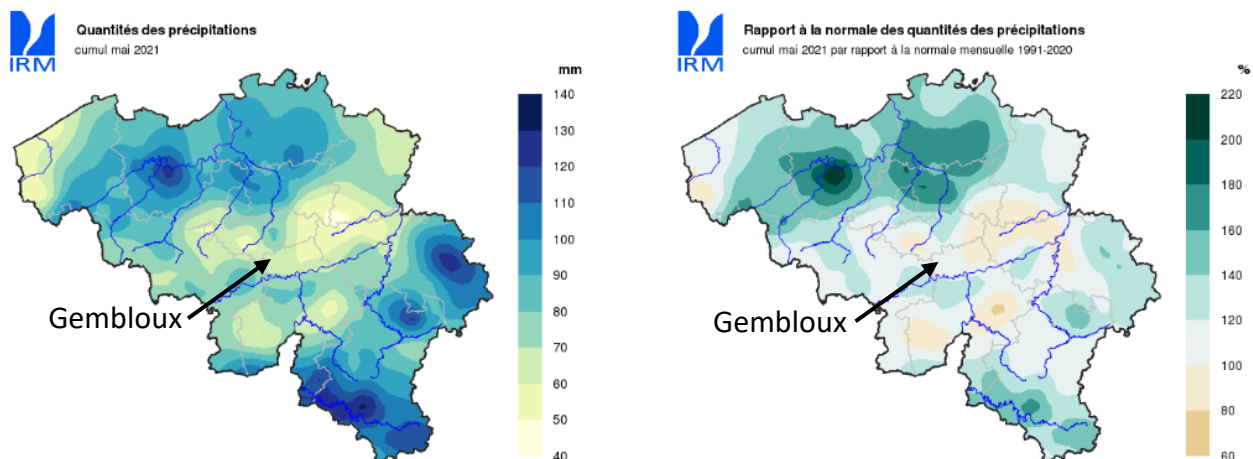 Quantités des précipitations
cumul mai 2021
IRM
mm
140
130
120
110
100
90
80
70
60
50
40
Gembloux
Rapport à la normale des quantités des précipitations
cumul mai 2021 par rapport à la normale mensuelle 1991-2020
IRM
%
220
200
180
160
140
120
100
80
60
Gembloux